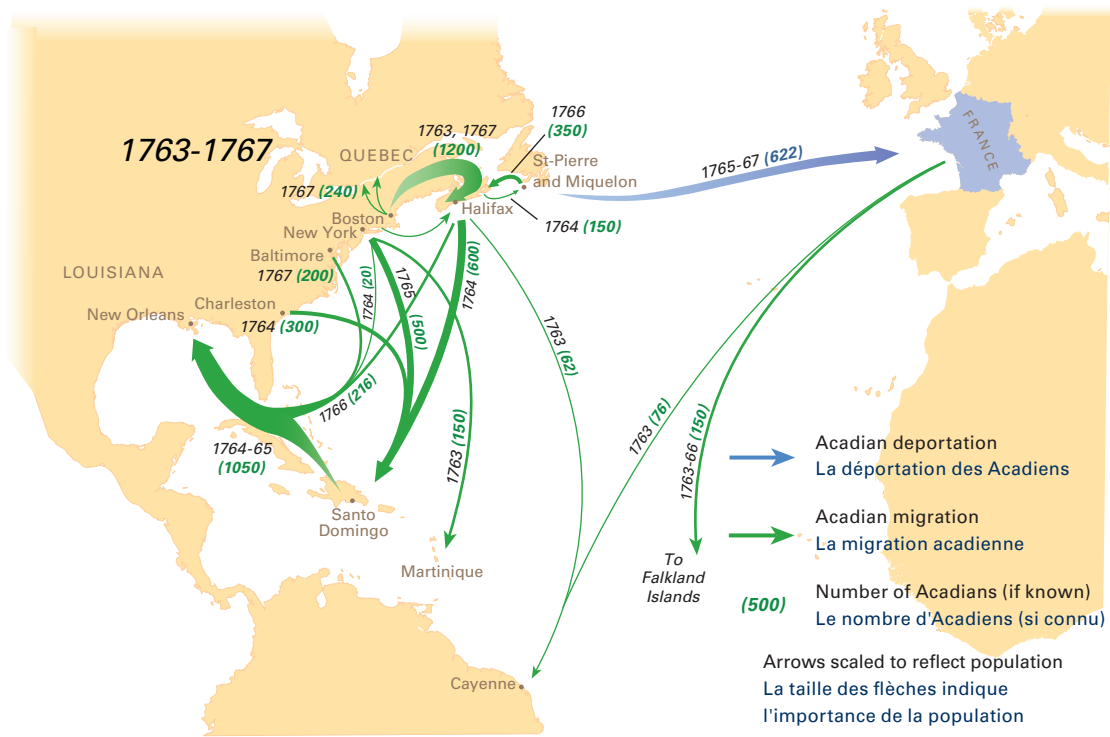 1763-1767
QUEBEC
1763, 1767
(1200)
1766
(350)
St-Pierre
and Miquelon
1765-67 (622)
FRANCE
1767 (240)
Halifax
1764 (150)
Boston
New York
Baltimore
1767 (200)
LOUISIANA
Charleston
1764 (300)
New Orleans
1764 (20)
1765
(500)
1764 (600)
1763 (62)
1766 (216)
1763 (150)
1763 (76)
1763-66 (150)
1764-65
(1050)
Santo
Domingo
Martinique
To
Falkland
Islands
Cayenne
Acadian deportation
La déportation des Acadiens
Acadian migration
La migration acadienne
(500)
Number of Acadians (if known)
Le nombre d'Acadiens (si connu)
Arrows scaled to reflect population
La taille des flèches indique
l'importance de la population